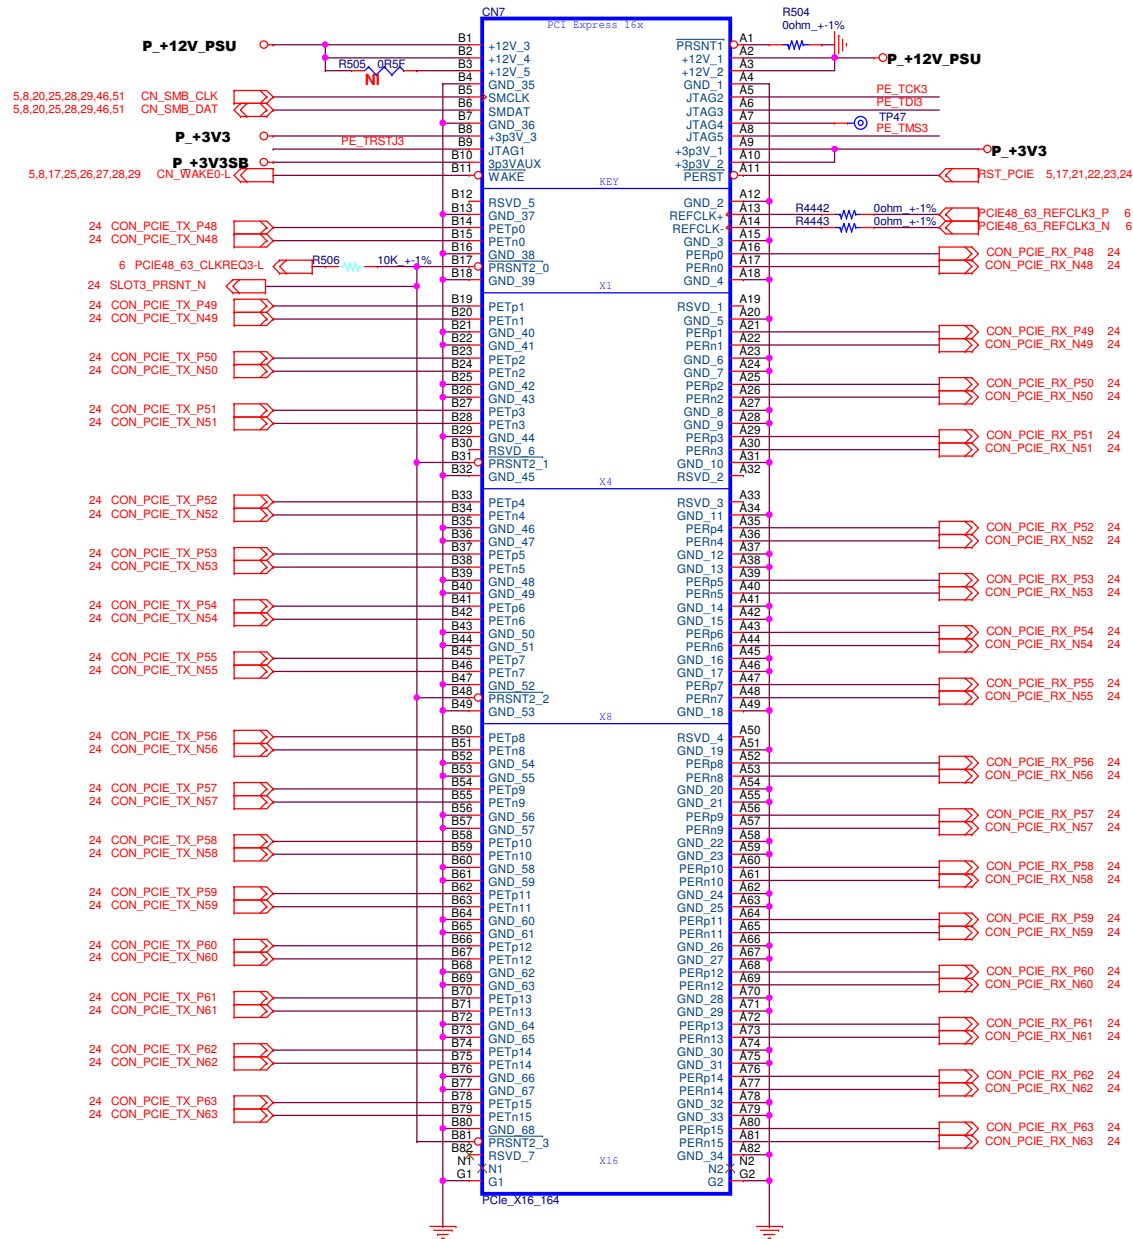 CN7
PCI Express 16x
R504
0ohm_+-1%
P_+12V_PSU B1 +12V_3 PRSNT1 A1
B2 +12V_4 +12V_1 A2 P_+12V_PSU
R505 0R5F NI B3 +12V_5 +12V_2 A3
B4 GND_35 GND_1 A4
5,8,20,25,28,29,46,51 CN_SMB_CLK B5 SMCLK JTAG2 A5 PE_TCK3
5,8,20,25,28,29,46,51 CN_SMB_DAT B6 SMDAT JTAG3 A6 PE_TDI3
B7 GND_36 JTAG4 A7 TP47
P_+3V3 B8 +3p3V_3 JTAG5 A8 PE_TMS3
PE_TRSTJ3 B9 JTAG1 +3p3V_1 A9 P_+3V3
P_+3V3SB B10 3p3VAUX +3p3V_2 A10
5,8,17,25,26,27,28,29 CN_WAKE0-L B11 WAKE PERST A11 RST_PCIE 5,17,21,22,23,24
KEY
B12 RSVD_5 GND_2 A12
B13 GND_37 REFCLK+ A13 R4442 0ohm_+-1% PCIE48_63_REFCLK3_P 6
24 CON_PCIE_TX_P48 B14 PETp0 REFCLK- A14 R4443 0ohm_+-1% PCIE48_63_REFCLK3_N 6
24 CON_PCIE_TX_N48 B15 PETn0 GND_3 A15
B16 GND_38 PERp0 A16 CON_PCIE_RX_P48 24
6 PCIE48_63_CLKREQ3-L R506 10K_+-1% B17 PRSNT2_0 PERn0 A17 CON_PCIE_RX_N48 24
B18 GND_39 GND_4 A18
24 SLOT3_PRSNT_N
X1
24 CON_PCIE_TX_P49 B19 PETp1 RSVD_1 A19
24 CON_PCIE_TX_N49 B20 PETn1 GND_5 A20
B21 GND_40 PERp1 A21 CON_PCIE_RX_P49 24
B22 GND_41 PERn1 A22 CON_PCIE_RX_N49 24
24 CON_PCIE_TX_P50 B23 PETp2 GND_6 A23
24 CON_PCIE_TX_N50 B24 PETn2 GND_7 A24
B25 GND_42 PERp2 A25 CON_PCIE_RX_P50 24
B26 GND_43 PERn2 A26 CON_PCIE_RX_N50 24
24 CON_PCIE_TX_P51 B27 PETp3 GND_8 A27
24 CON_PCIE_TX_N51 B28 PETn3 GND_9 A28
B29 GND_44 PERp3 A29 CON_PCIE_RX_P51 24
B30 RSVD_6 PERn3 A30 CON_PCIE_RX_N51 24
B31 PRSNT2_1 GND_10 A31
B32 GND_45 RSVD_2 A32
X4
24 CON_PCIE_TX_P52 B33 PETp4 RSVD_3 A33
24 CON_PCIE_TX_N52 B34 PETn4 GND_11 A34
B35 GND_46 PERp4 A35 CON_PCIE_RX_P52 24
B36 GND_47 PERn4 A36 CON_PCIE_RX_N52 24
24 CON_PCIE_TX_P53 B37 PETp5 GND_12 A37
24 CON_PCIE_TX_N53 B38 PETn5 GND_13 A38
B39 GND_48 PERp5 A39 CON_PCIE_RX_P53 24
B40 GND_49 PERn5 A40 CON_PCIE_RX_N53 24
24 CON_PCIE_TX_P54 B41 PETp6 GND_14 A41
24 CON_PCIE_TX_N54 B42 PETn6 GND_15 A42
B43 GND_50 PERp6 A43 CON_PCIE_RX_P54 24
B44 GND_51 PERn6 A44 CON_PCIE_RX_N54 24
24 CON_PCIE_TX_P55 B45 PETp7 GND_16 A45
24 CON_PCIE_TX_N55 B46 PETn7 GND_17 A46
B47 GND_52 PERp7 A47 CON_PCIE_RX_P55 24
B48 PRSNT2_2 PERn7 A48 CON_PCIE_RX_N55 24
B49 GND_53 GND_18 A49
X8
24 CON_PCIE_TX_P56 B50 PETp8 RSVD_4 A50
24 CON_PCIE_TX_N56 B51 PETn8 GND_19 A51
B52 GND_54 PERp8 A52 CON_PCIE_RX_P56 24
B53 GND_55 PERn8 A53 CON_PCIE_RX_N56 24
24 CON_PCIE_TX_P57 B54 PETp9 GND_20 A54
24 CON_PCIE_TX_N57 B55 PETn9 GND_21 A55
B56 GND_56 PERp9 A56 CON_PCIE_RX_P57 24
B57 GND_57 PERn9 A57 CON_PCIE_RX_N57 24
24 CON_PCIE_TX_P58 B58 PETp10 GND_22 A58
24 CON_PCIE_TX_N58 B59 PETn10 GND_23 A59
B60 GND_58 PERp10 A60 CON_PCIE_RX_P58 24
B61 GND_59 PERn10 A61 CON_PCIE_RX_N58 24
24 CON_PCIE_TX_P59 B62 PETp11 GND_24 A62
24 CON_PCIE_TX_N59 B63 PETn11 GND_25 A63
B64 GND_60 PERp11 A64 CON_PCIE_RX_P59 24
B65 GND_61 PERn11 A65 CON_PCIE_RX_N59 24
24 CON_PCIE_TX_P60 B66 PETp12 GND_26 A66
24 CON_PCIE_TX_N60 B67 PETn12 GND_27 A67
B68 GND_62 PERp12 A68 CON_PCIE_RX_P60 24
B69 GND_63 PERn12 A69 CON_PCIE_RX_N60 24
24 CON_PCIE_TX_P61 B70 PETp13 GND_28 A70
24 CON_PCIE_TX_N61 B71 PETn13 GND_29 A71
B72 GND_64 PERp13 A72 CON_PCIE_RX_P61 24
B73 GND_65 PERn13 A73 CON_PCIE_RX_N61 24
24 CON_PCIE_TX_P62 B74 PETp14 GND_30 A74
24 CON_PCIE_TX_N62 B75 PETn14 GND_31 A75
B76 GND_66 PERp14 A76 CON_PCIE_RX_P62 24
B77 GND_67 PERn14 A77 CON_PCIE_RX_N62 24
24 CON_PCIE_TX_P63 B78 PETp15 GND_32 A78
24 CON_PCIE_TX_N63 B79 PETn15 GND_33 A79
B80 GND_68 PERp15 A80 CON_PCIE_RX_P63 24
B81 PRSNT2_3 PERn15 A81 CON_PCIE_RX_N63 24
B82 RSVD_7 GND_34 A82
X16
N1 N1 N2 N2
G1 G1 G2 G2
PCIe_X16_164